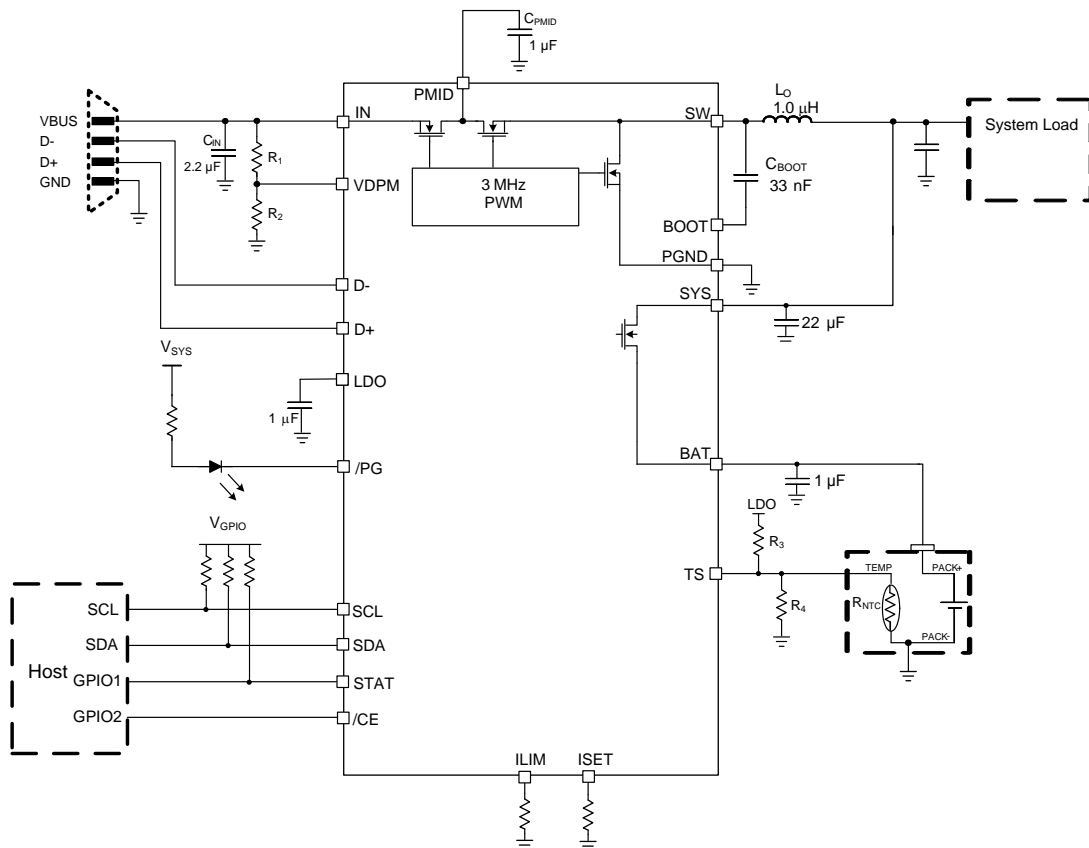 CPMID
1 µF
PMID
VBUS
D-
D+
GND
CIN
2.2 µF
R1
R2
IN
VDPM
3 MHz
PWM
SW
LO
1.0 µH
CBOOT
33 nF
BOOT
PGND
System Load
D-
D+
SYS
22 µF
VSYS
LDO
1 µF
/PG
BAT
1 µF
VGPIO
LDO
R3
TS
R4
TEMP
PACK+
RNTC
PACK-
Host
SCL
SDA
GPIO1
GPIO2
SCL
SDA
STAT
/CE
ILIM
ISET